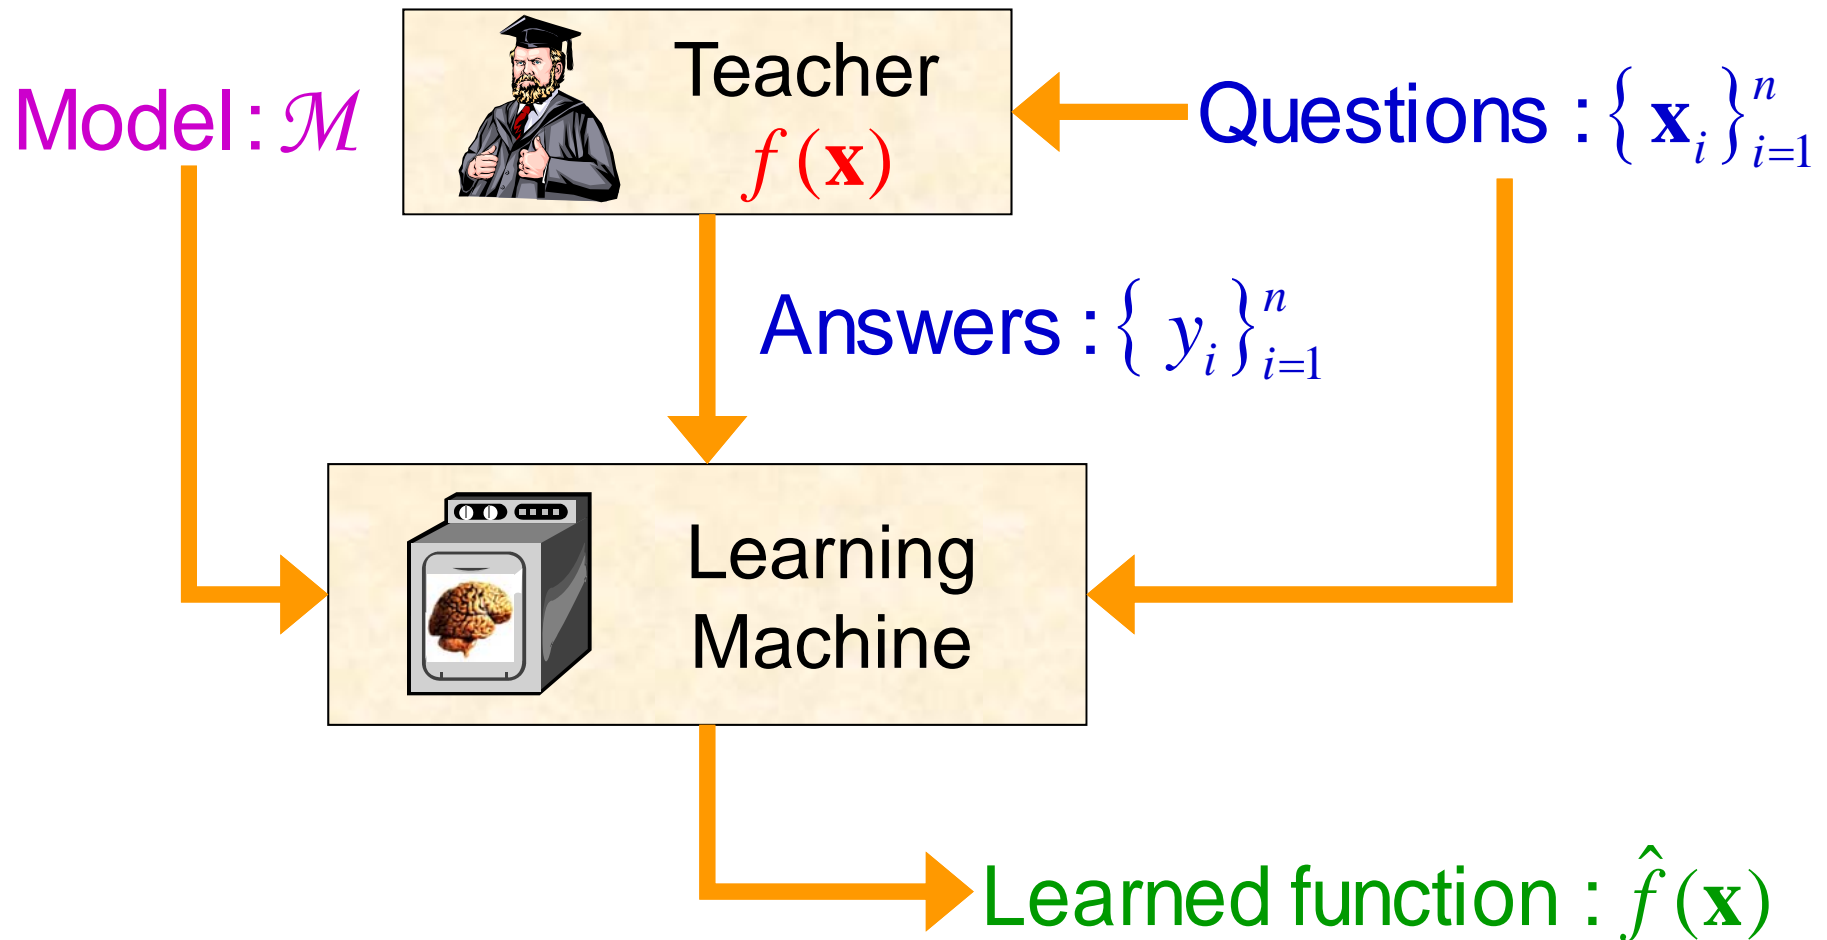 Model : ℳ
Teacher
f (𝐱)
Questions : { 𝐱ᵢ }ⁿᵢ₌₁
Answers : { yᵢ }ⁿᵢ₌₁
Learning
Machine
Learned function : f̂ (𝐱)